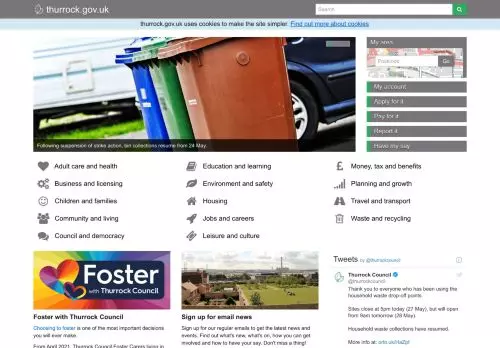 thurrock.gov.uk
Search
thurrock.gov.uk uses cookies to make the site simpler. Find out more about cookies
Following suspension of strike action, bin collections resume from 24 May.
My area
Postcode
Go
My account
Apply for it
Pay for it
Report it
Have my say
Adult care and health
Education and learning
Money, tax and benefits
Business and licensing
Environment and safety
Planning and growth
Children and families
Housing
Travel and transport
Community and living
Jobs and careers
Waste and recycling
Council and democracy
Leisure and culture
Foster
with Thurrock Council
Foster with Thurrock Council
Choosing to foster is one of the most important decisions
you will ever make.
From April 2021, Thurrock Council Foster Carers living in
Sign up for email news
Sign up for our regular emails to get the latest news and
events. Find out what's new, what's on, how you can get
involved and how to have your say. Don't miss a thing!
Tweets by @thurrockcouncil
Thurrock Council
@thurrockcouncil
Thank you to everyone who has been using the
household waste drop-off points.
Sites close at 5pm today (27 May), but will open
from 9am tomorrow (28 May).
Household waste collections have resumed.
More info at: